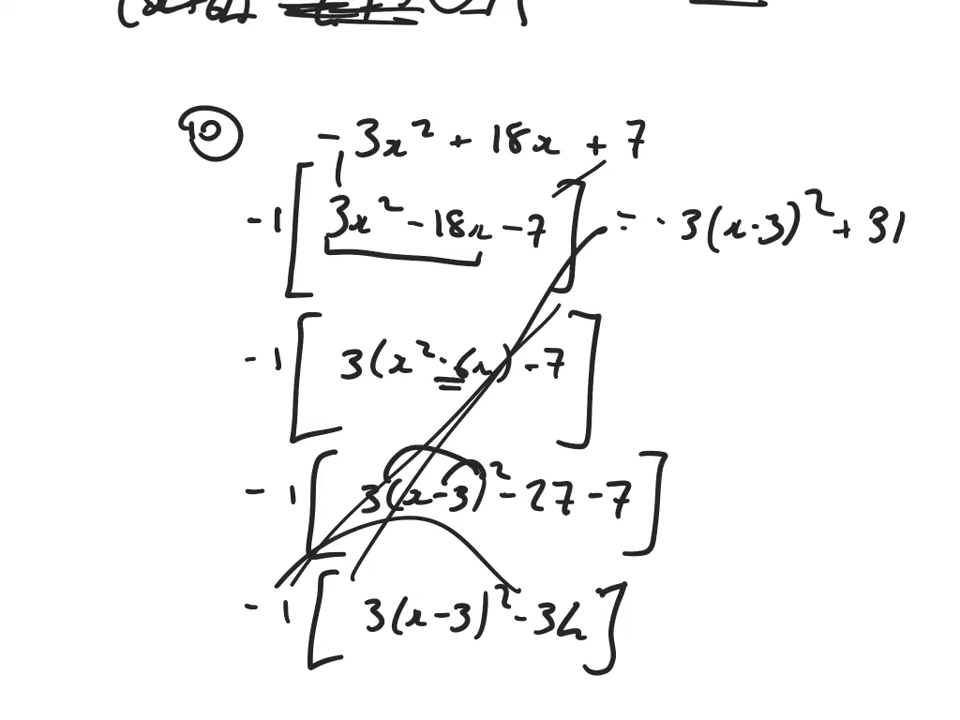 10 - 3x² + 18x + 7
-1[3x² - 18x - 7] = - 3(x-3)² + 31
-1[3(x² - 6x) - 7]
-1[3(x-3)² - 27 - 7]
-1[3(x-3)² - 34]